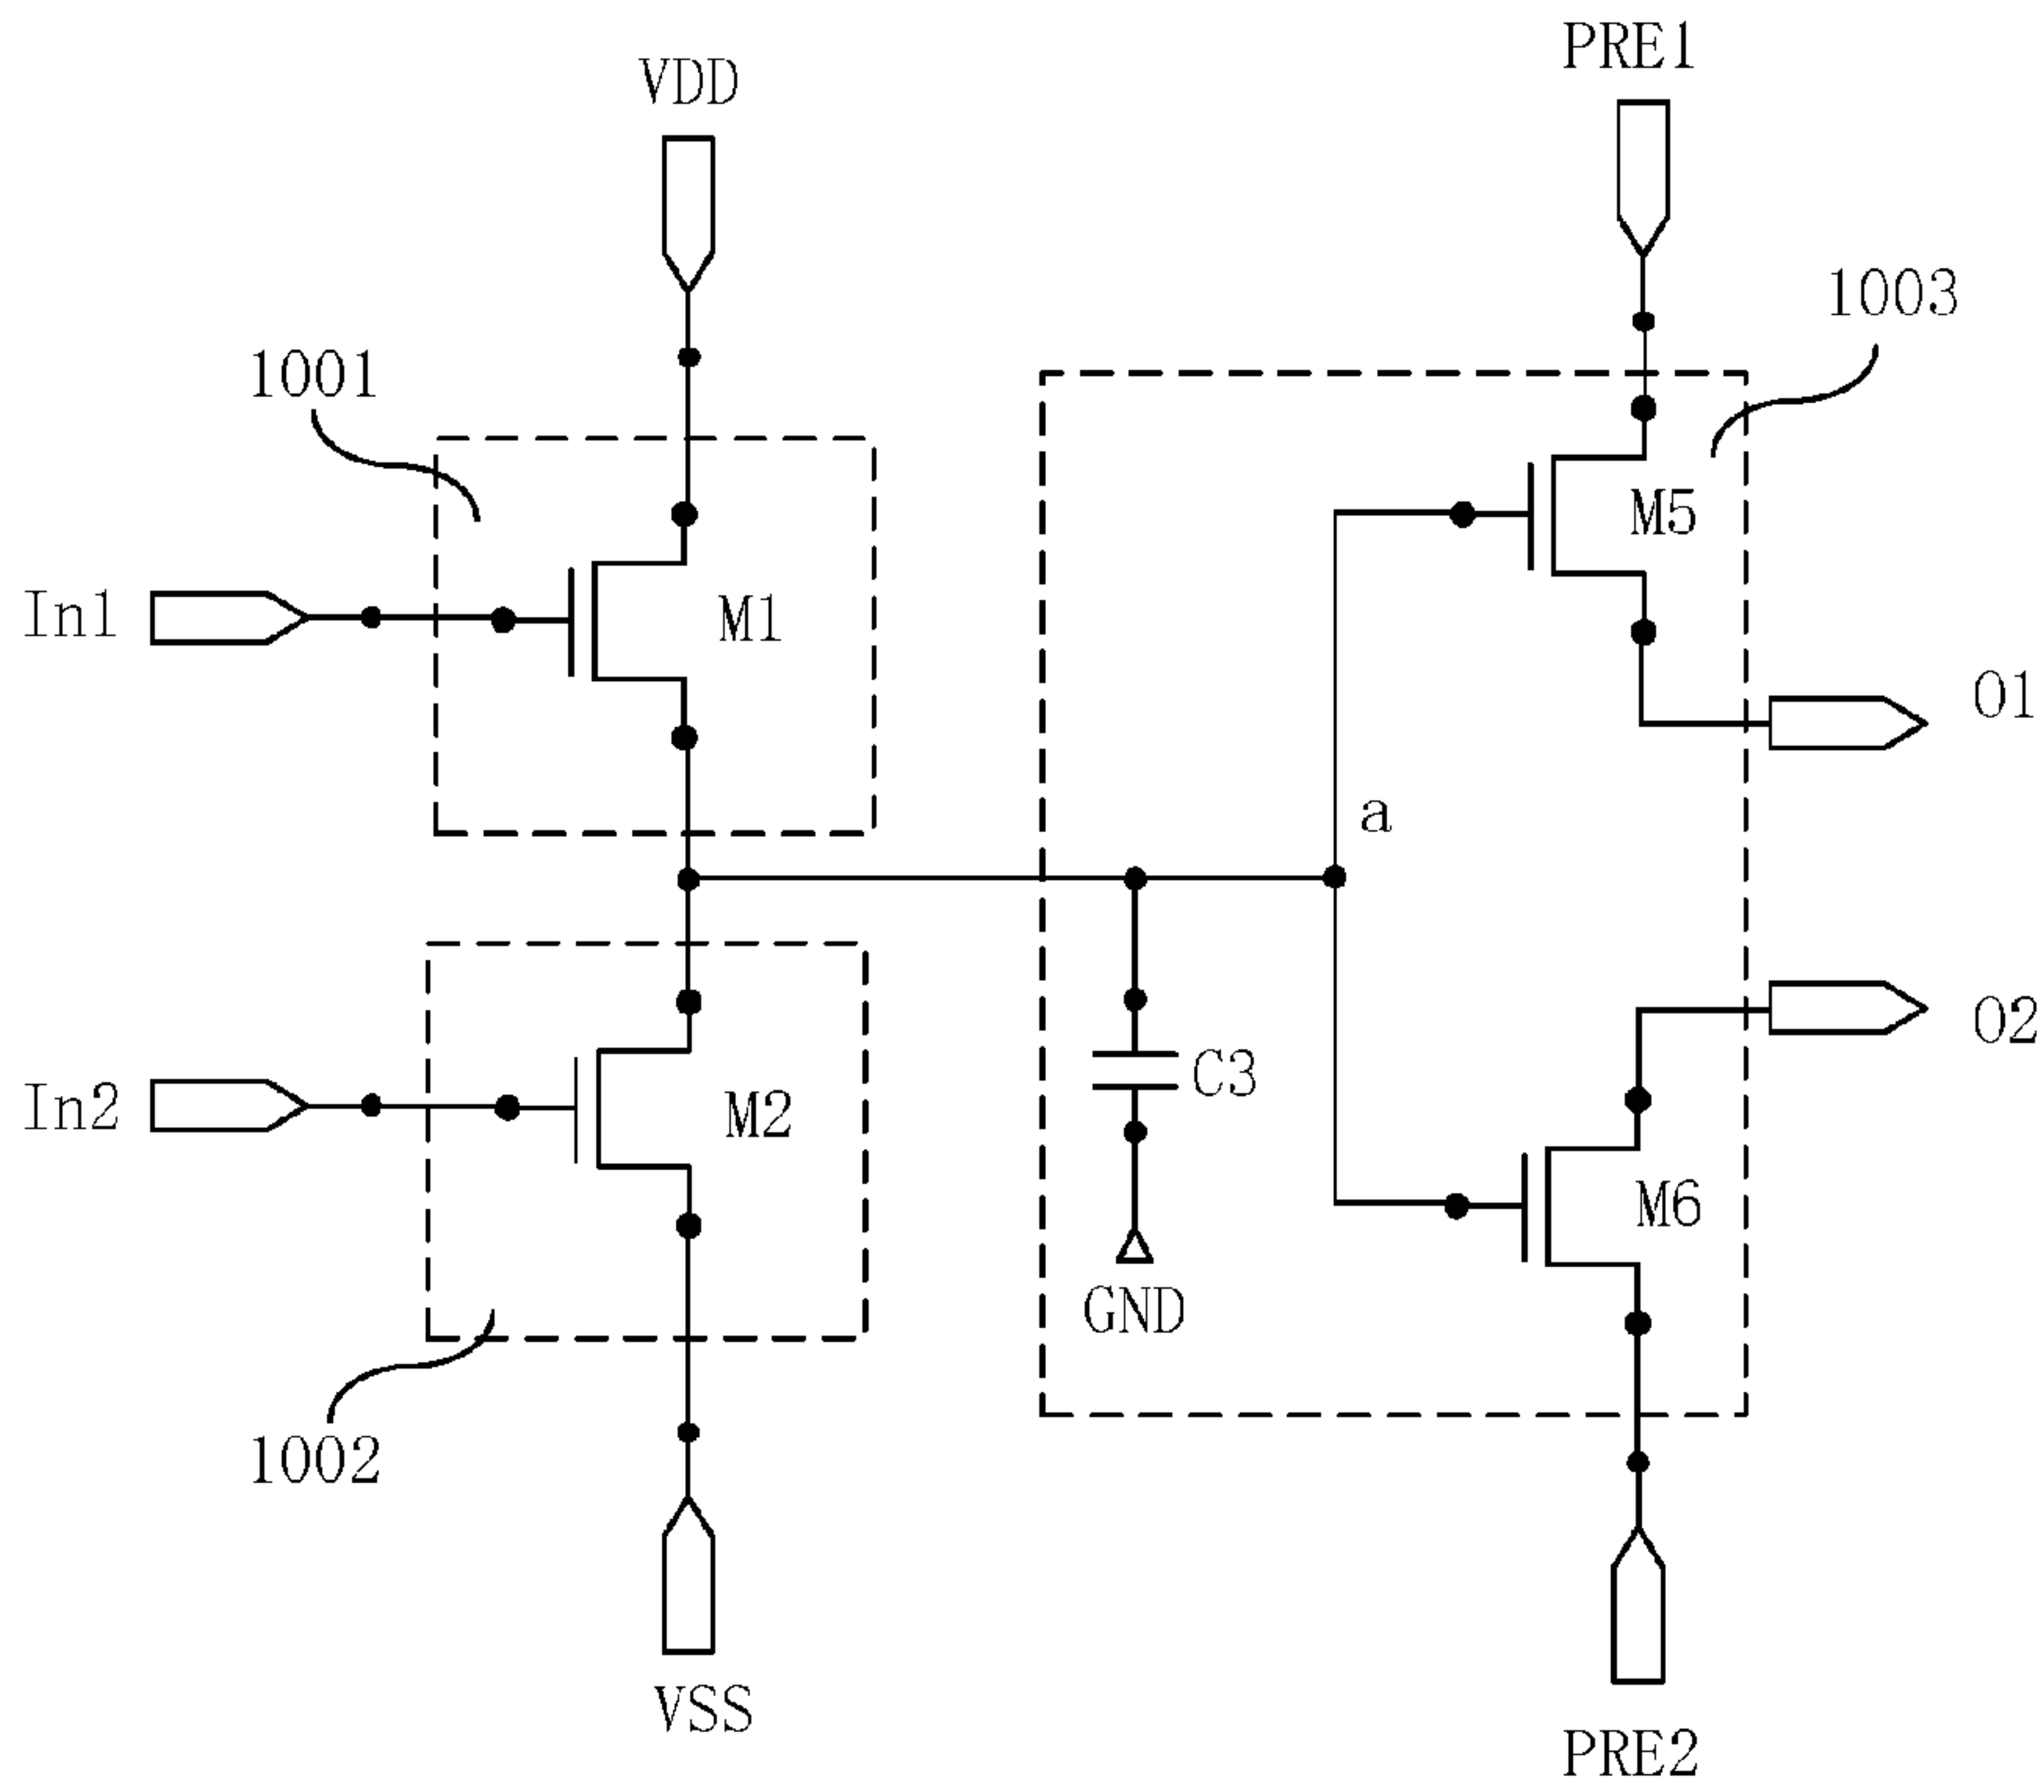 PRE1
VDD
1003
1001
M5
In1
M1
O1
a
O2
C3
In2
M2
M6
GND
1002
VSS
PRE2